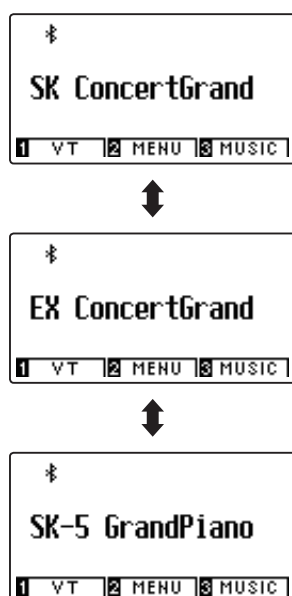 SK ConcertGrand
1 VT 2 MENU 3 MUSIC
EX ConcertGrand
1 VT 2 MENU 3 MUSIC
SK-5 GrandPiano
1 VT 2 MENU 3 MUSIC